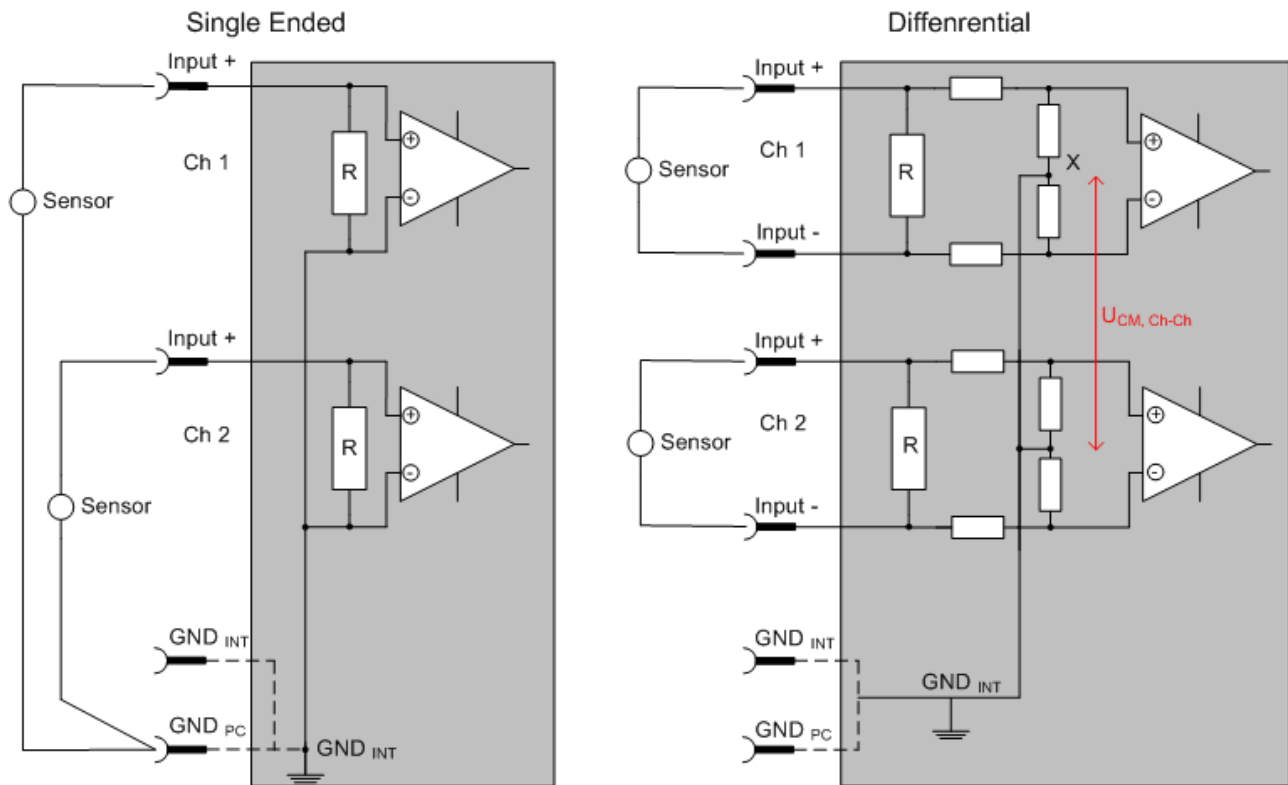 Single Ended
Input +
Ch 1
R
+
-
Sensor
Input +
Ch 2
R
+
-
Sensor
GND INT
GND PC
GND INT
Diffenrential
Input +
Ch 1
Sensor
R
X
+
-
Input -
U CM, Ch-Ch
Input +
Ch 2
Sensor
R
+
-
Input -
GND INT
GND INT
GND PC